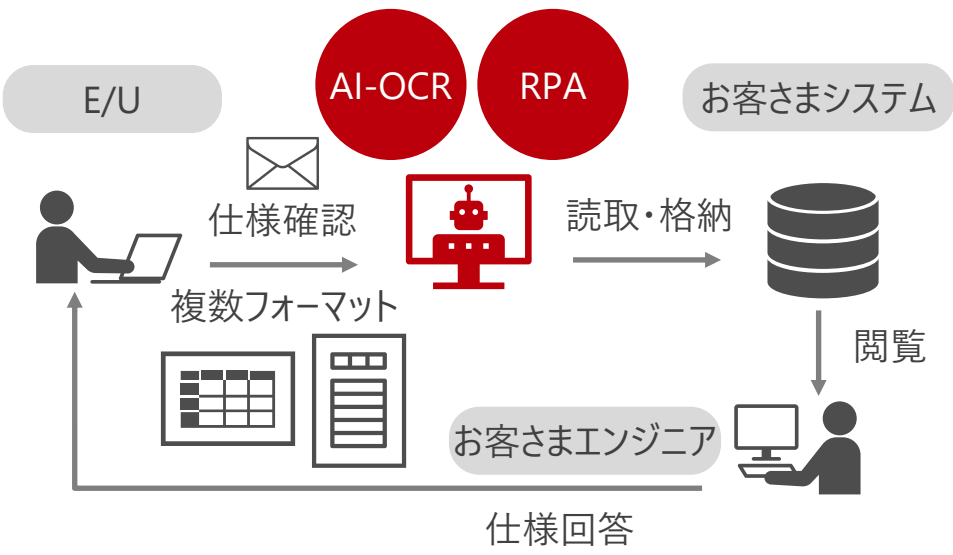 E/U
AI-OCR
RPA
お客さまシステム
仕様確認
読取・格納
複数フォーマット
閲覧
お客さまエンジニア
仕様回答